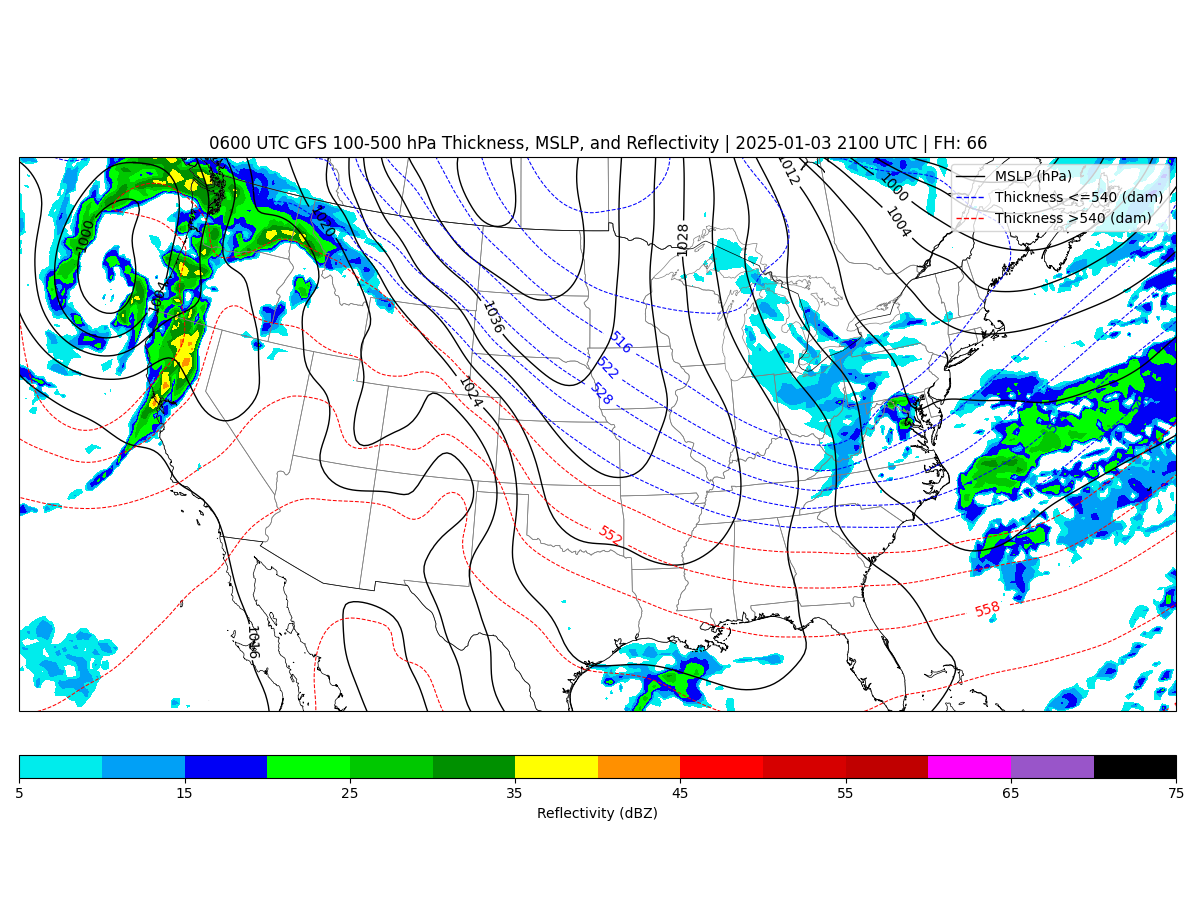 0600 UTC GFS 100-500 hPa Thickness, MSLP, and Reflectivity | 2025-01-03 2100 UTC | FH: 66
MSLP (hPa)
Thickness <=540 (dam)
Thickness >540 (dam)
1012
1000
1004
1020
1000
1028
1004
1036
516
522
528
1024
552
558
1016
5 15 25 35 45 55 65 75
Reflectivity (dBZ)